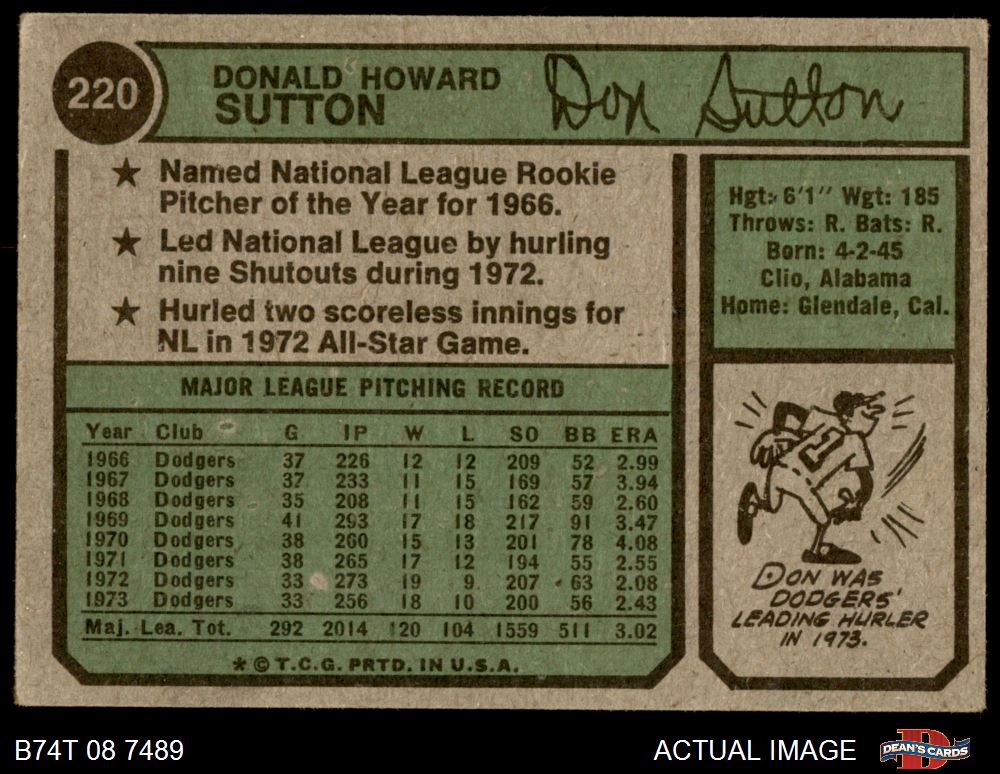 220
DONALD HOWARD
SUTTON
Don Sutton
★ Named National League Rookie
Pitcher of the Year for 1966.
★ Led National League by hurling
nine Shutouts during 1972.
★ Hurled two scoreless innings for
NL in 1972 All-Star Game.
Hgt: 6'1" Wgt: 185
Throws: R. Bats: R.
Born: 4-2-45
Clio, Alabama
Home: Glendale, Cal.
MAJOR LEAGUE PITCHING RECORD
Year Club G IP W L SO BB ERA
1966 Dodgers 37 226 12 12 209 52 2.99
1967 Dodgers 37 233 11 15 169 57 3.94
1968 Dodgers 35 208 11 15 162 59 2.60
1969 Dodgers 41 293 17 18 217 91 3.47
1970 Dodgers 38 260 15 13 201 78 4.08
1971 Dodgers 38 265 17 12 194 55 2.55
1972 Dodgers 33 273 19 9 207 63 2.08
1973 Dodgers 33 256 18 10 200 56 2.43
Maj. Lea. Tot. 292 2014 120 104 1559 511 3.02
* © T.C.G. PRTD. IN U.S.A.
DON WAS
DODGERS'
LEADING HURLER
IN 1973.
B74T 08 7489
ACTUAL IMAGE
DEAN'S CARDS